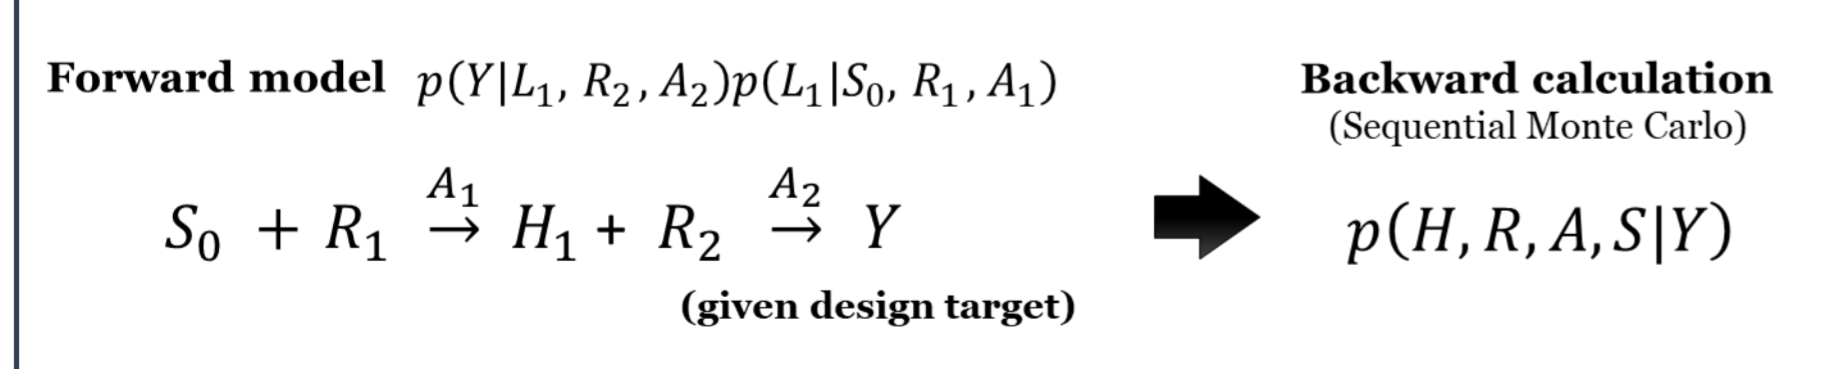 Forward model p(Y|L₁, R₂, A₂)p(L₁|S₀, R₁, A₁)
S₀ + R₁ →^A₁ H₁ + R₂ →^A₂ Y
(given design target)
Backward calculation
(Sequential Monte Carlo)
p(H, R, A, S|Y)